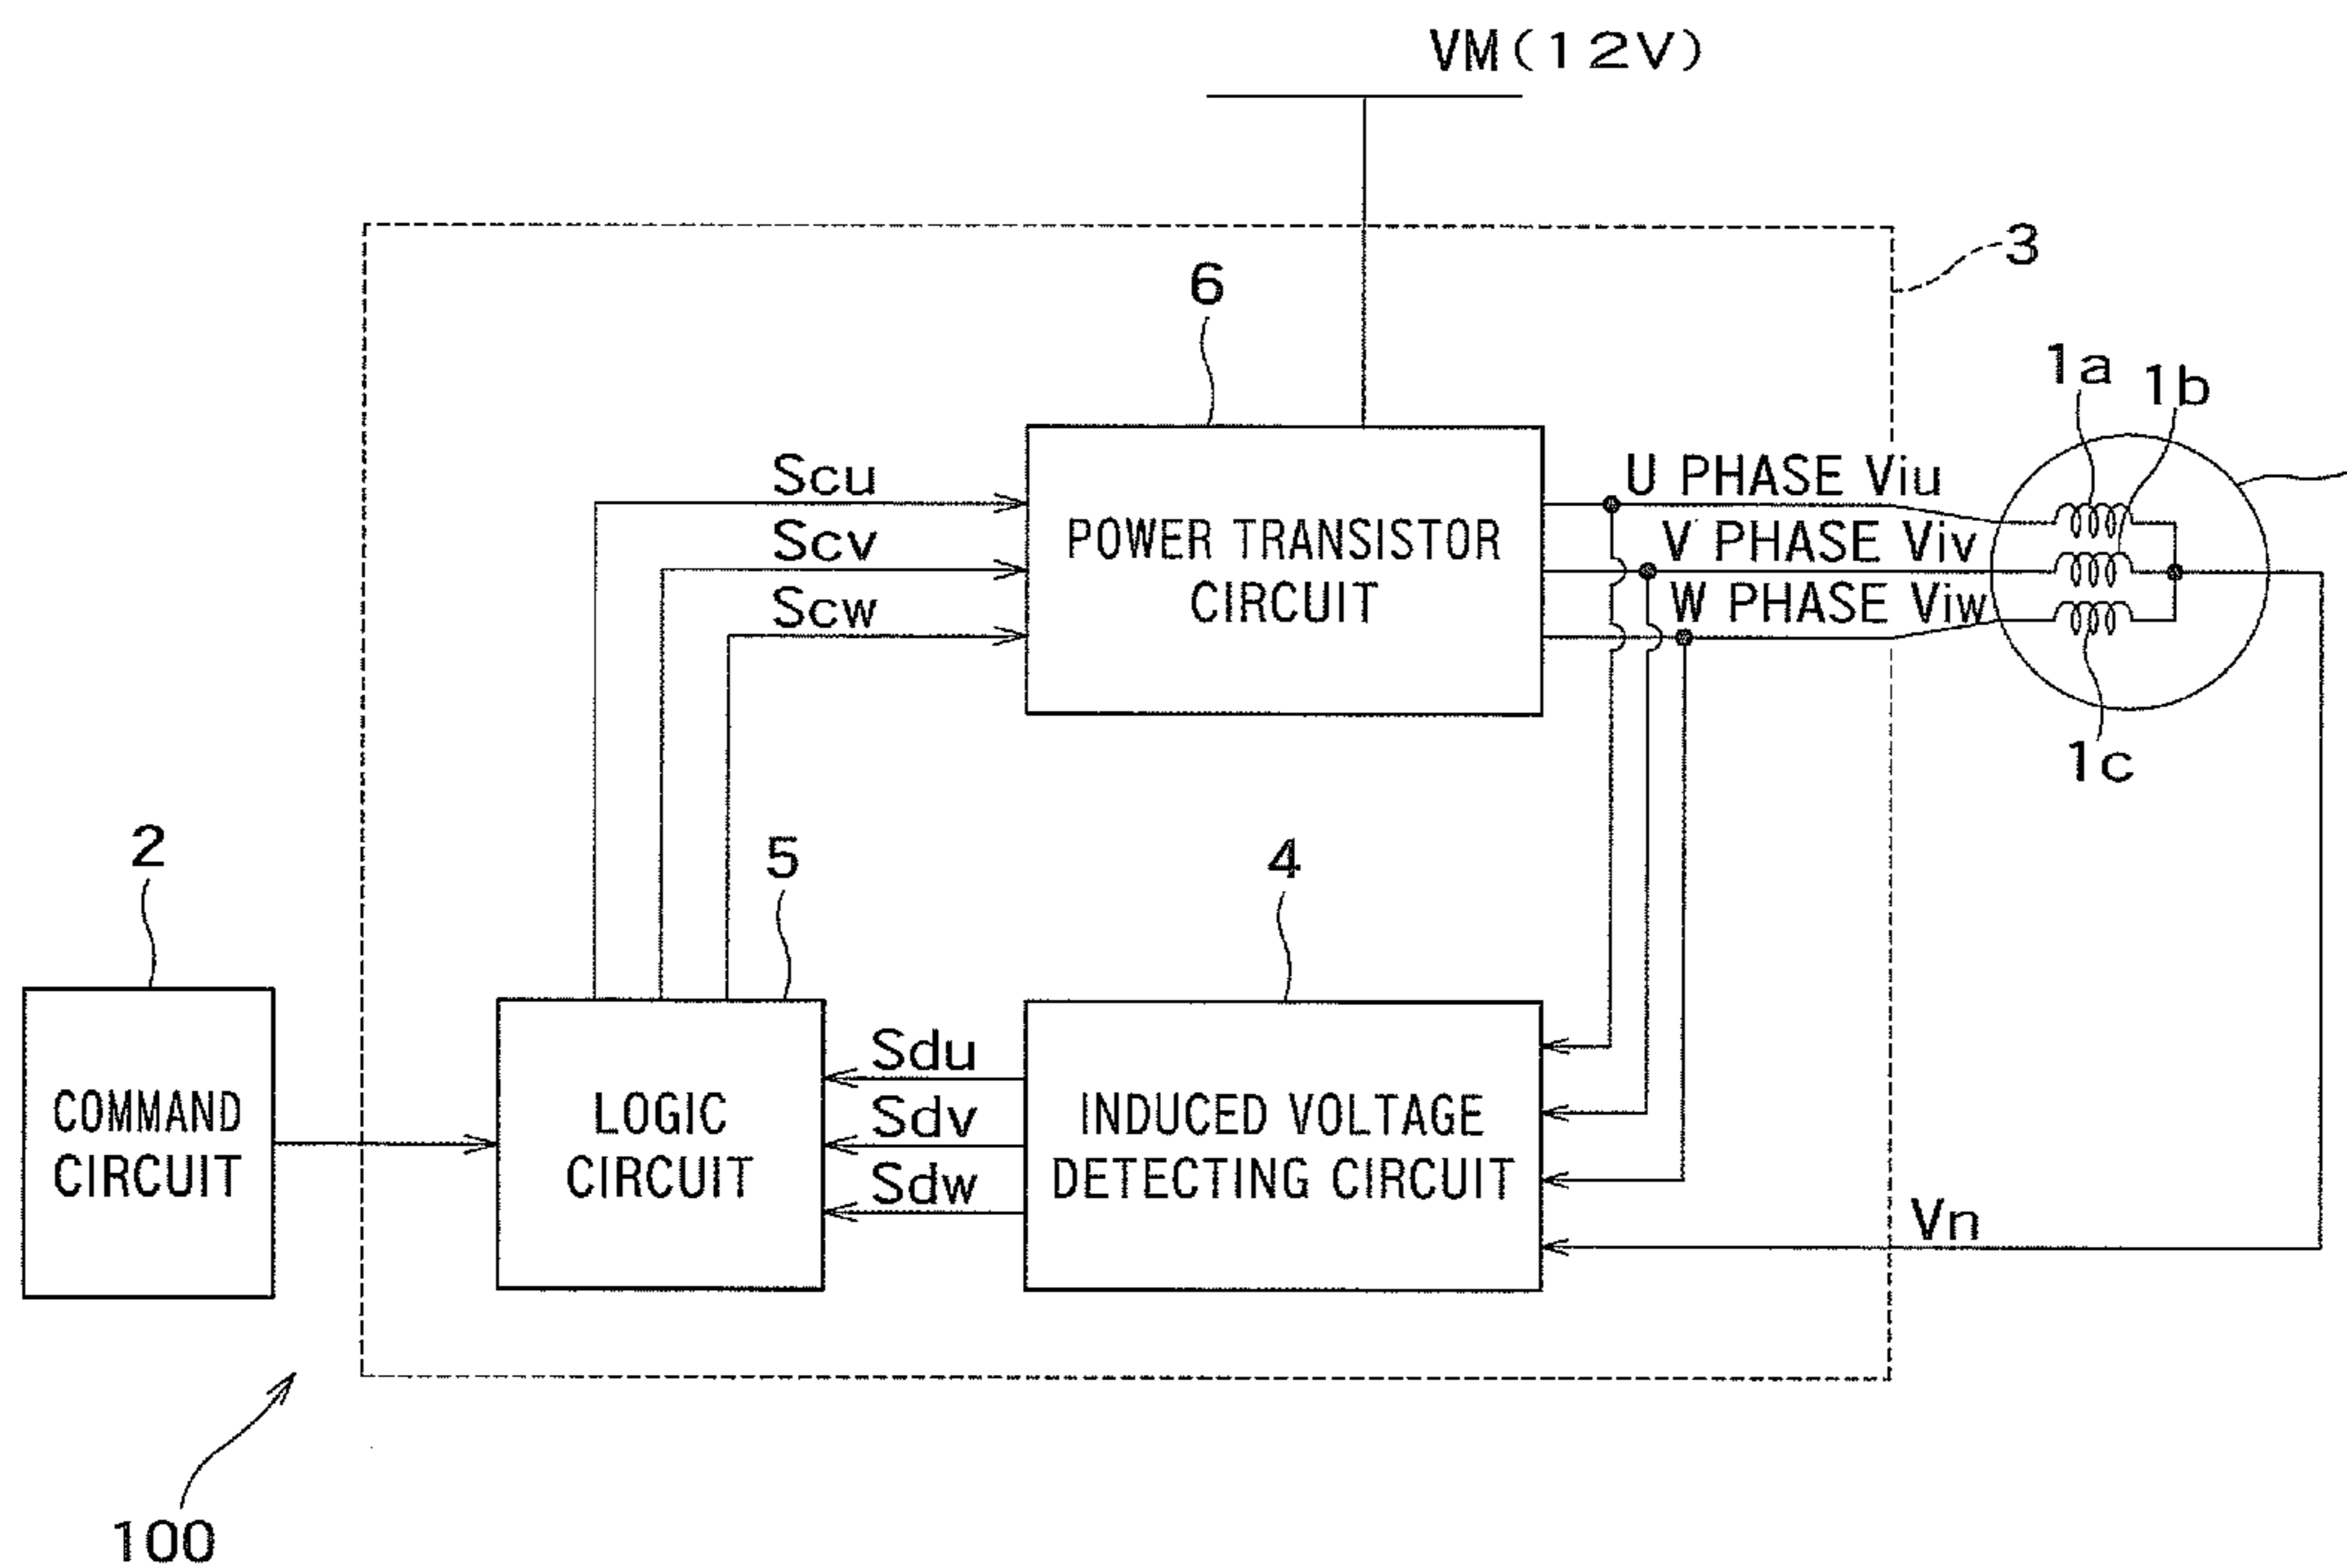 VM(12V)
3
6
1a
1b
Scu
U PHASE Viu
Scv
POWER TRANSISTOR
V PHASE Viv
CIRCUIT
Scw
W PHASE Viw
1c
2
5
4
Sdu
COMMAND
LOGIC
Sdv
INDUCED VOLTAGE
CIRCUIT
CIRCUIT
Sdw
DETECTING CIRCUIT
Vn
100